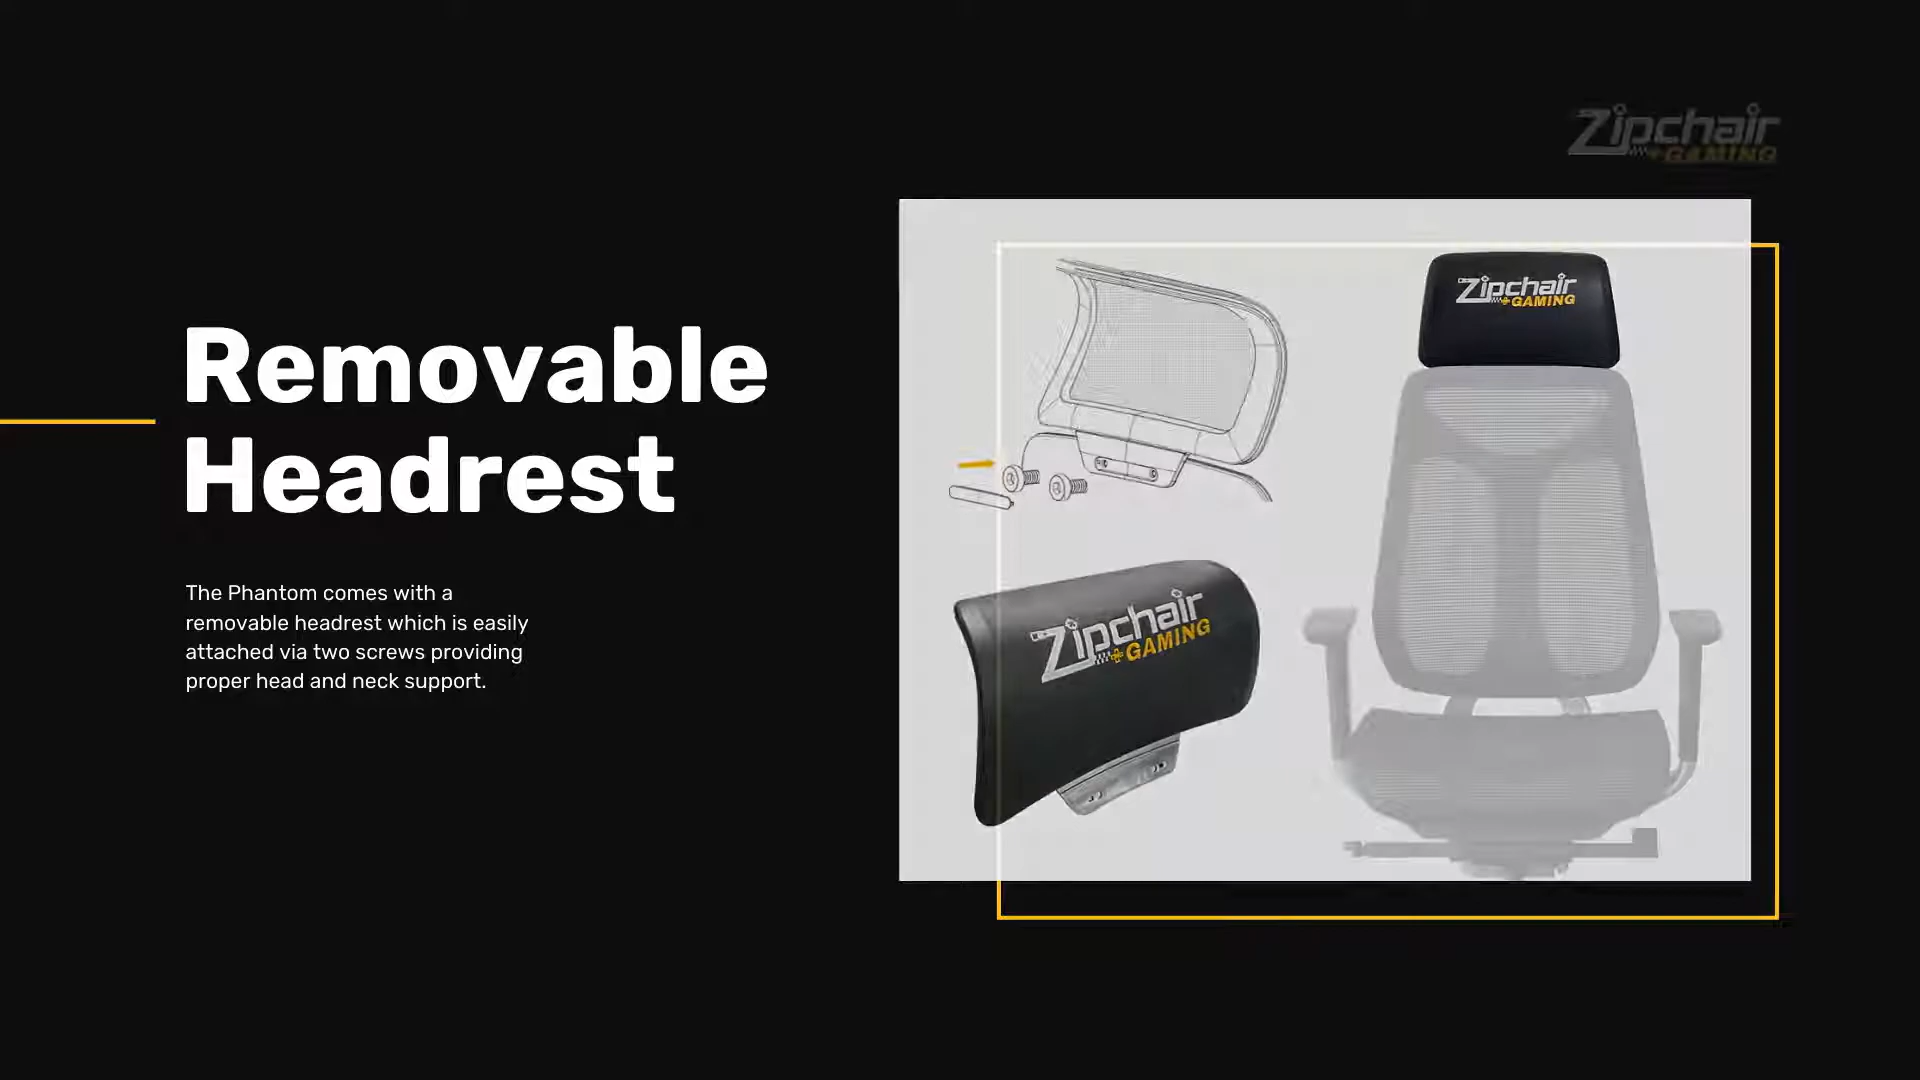 Zipchair
+GAMING
Removable
Headrest
The Phantom comes with a
removable headrest which is easily
attached via two screws providing
proper head and neck support.
Zipchair
+GAMING
Zipchair
+GAMING